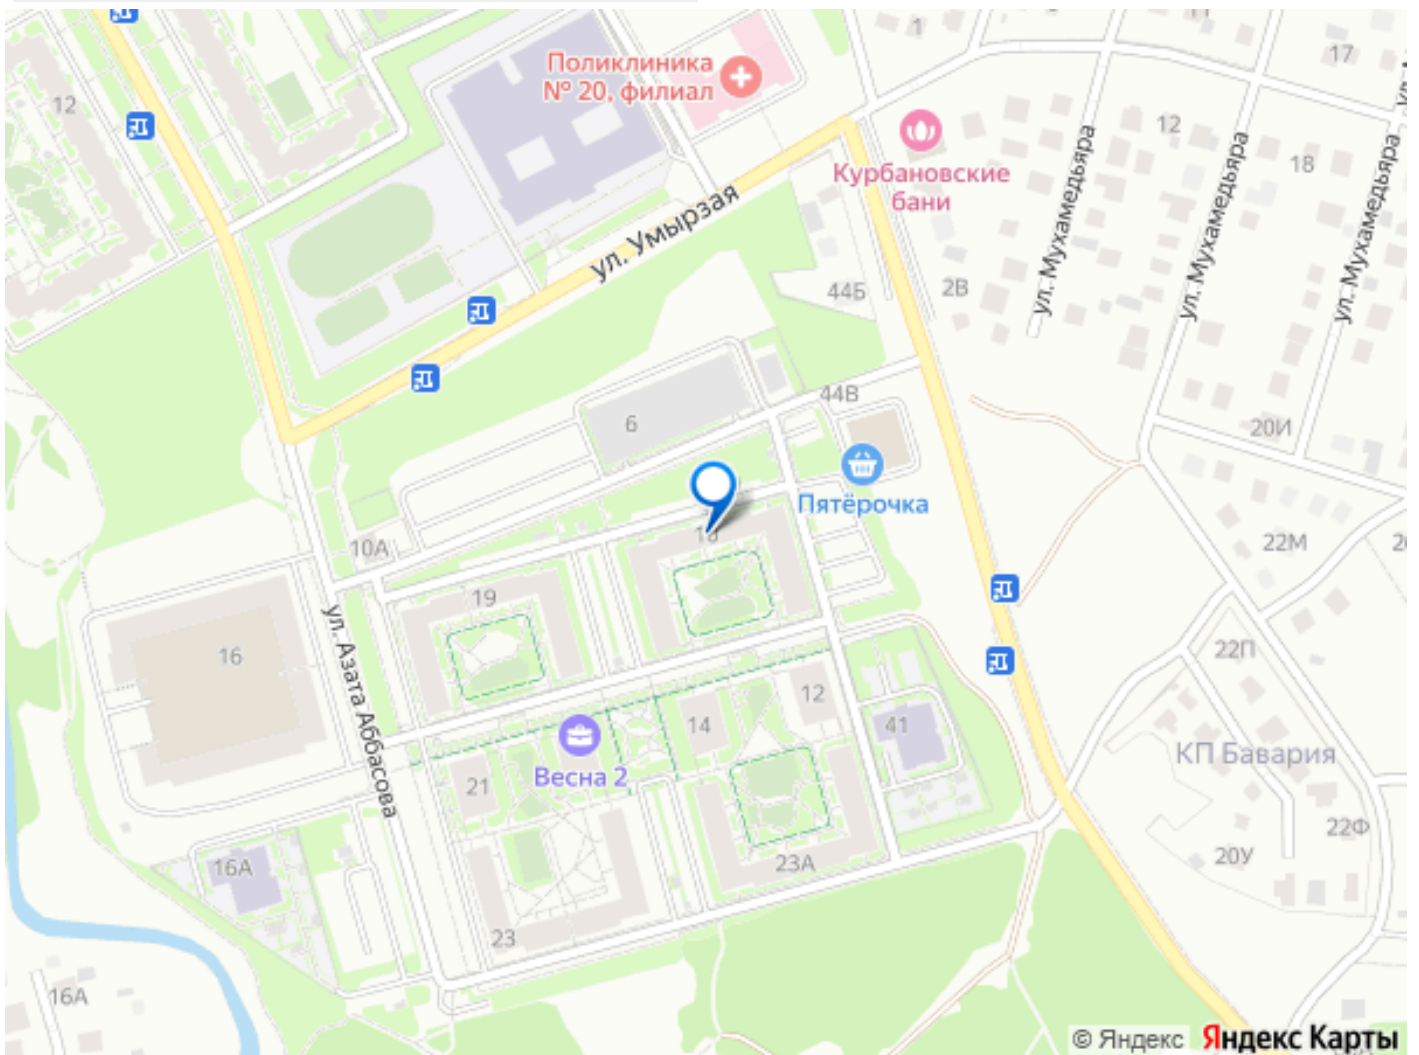 1
17
Поликлиника
№ 20, филиал
12
12
18
Курбановские
бани
ул. Мухамедьяра
ул. Мухамедьяра
ул. Мухамедьяра
ул. Умырзая
44Б
2В
44В
6
20И
Пятёрочка
10А
22М
19
16
ул. Азата Аббасова
22П
12
14
41
КП Бавария
Весна 2
21
22Ф
20У
23А
16А
23
16А
© Яндекс Яндекс Карты